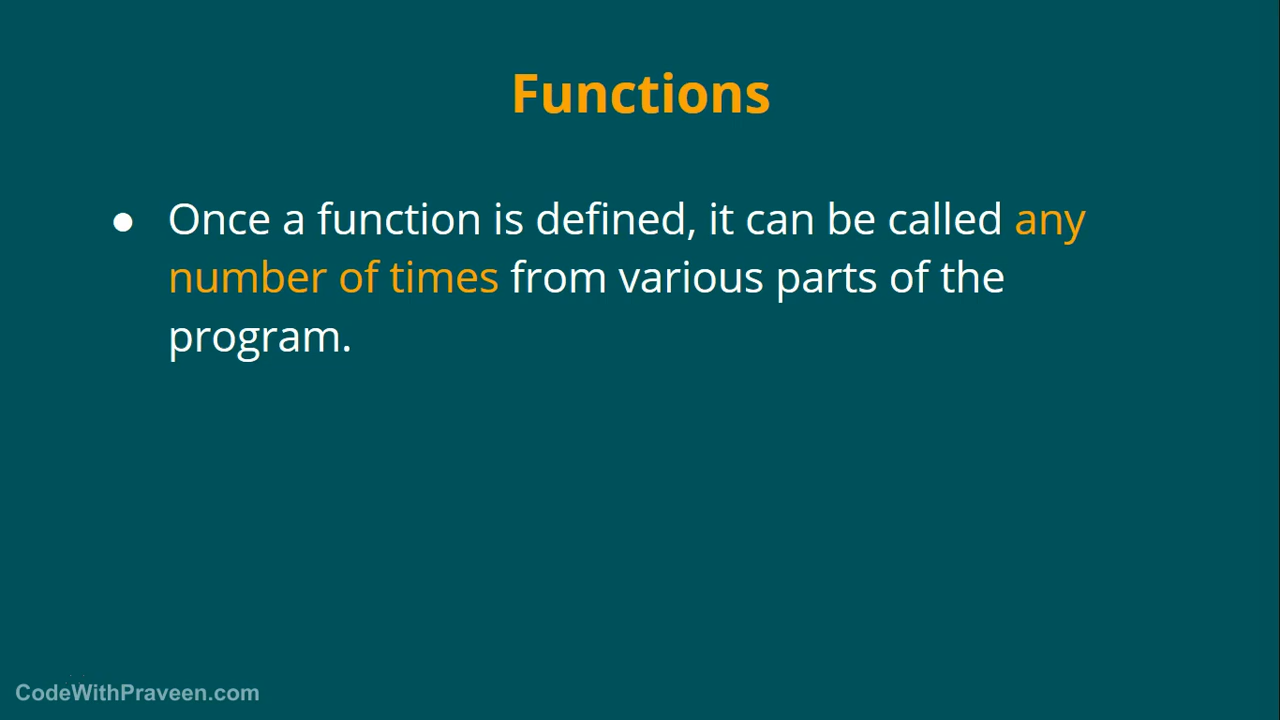 Functions
● Once a function is defined, it can be called any
number of times from various parts of the
program.
CodeWithPraveen.com